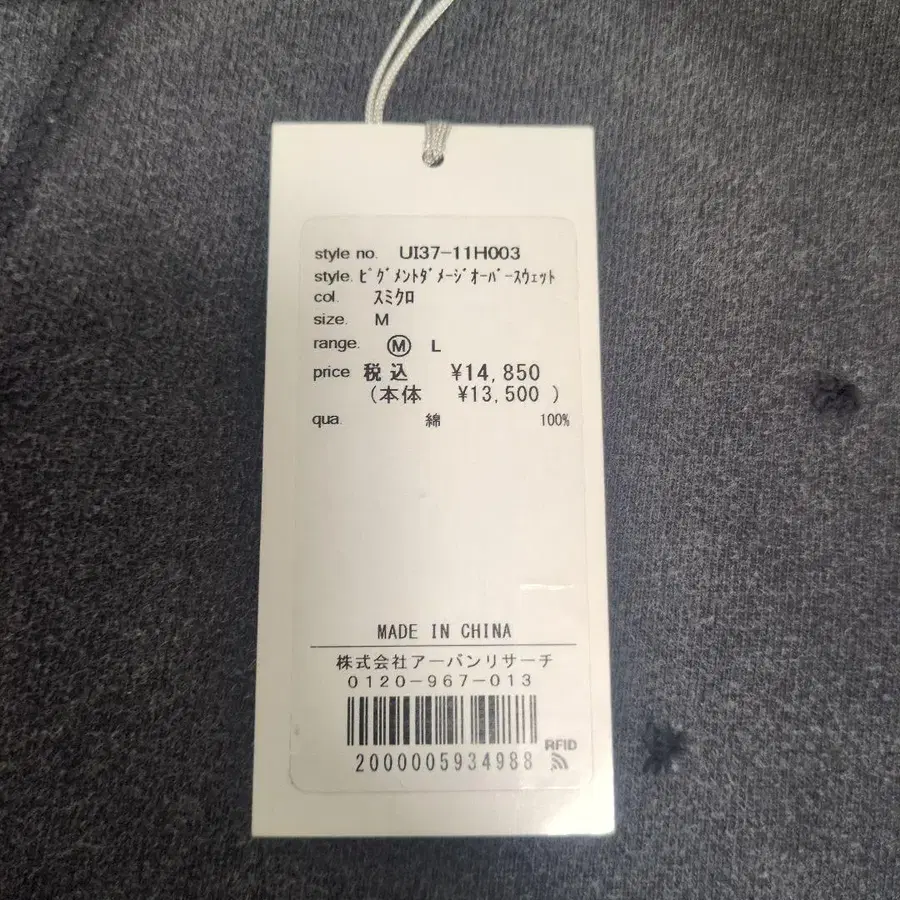 style no. UI37-11H003
style. ﾋﾟｸﾞﾒﾝﾄﾀﾞﾒｰｼﾞｵｰﾊﾞｰｽｳｪｯﾄ
col. スミクロ
size. M
range. Ⓜ L
price 税込 ¥14,850
(本体 ¥13,500 )
qua. 綿 100%
MADE IN CHINA
株式会社アーバンリサーチ
0120-967-013
RFID
2000005934988